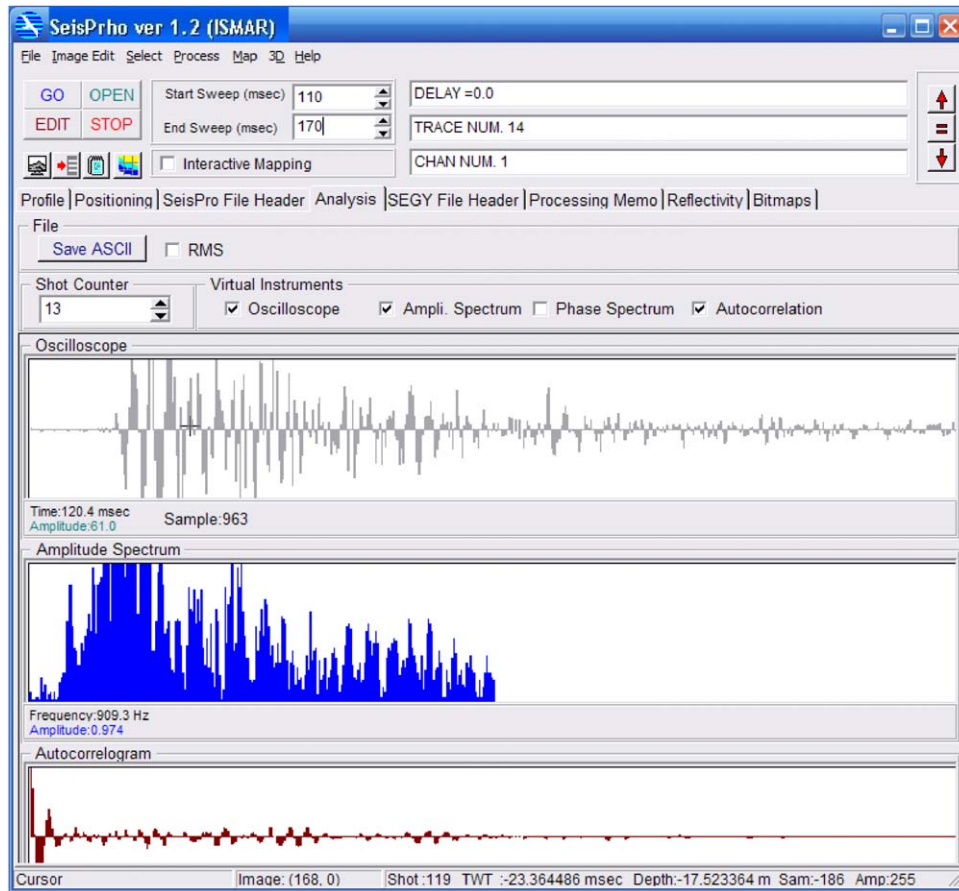 SeisPrho ver 1.2 (ISMAR)
File Image Edit Select Process Map 3D Help
GO OPEN
EDIT STOP
Start Sweep (msec) 110
End Sweep (msec) 170
Interactive Mapping
DELAY =0.0
TRACE NUM. 14
CHAN NUM. 1
Profile Positioning SeisPro File Header Analysis SEGY File Header Processing Memo Reflectivity Bitmaps
File
Save ASCII RMS
Shot Counter
13
Virtual Instruments
Oscilloscope Ampli. Spectrum Phase Spectrum Autocorrelation
Oscilloscope
Time:120.4 msec
Amplitude:61.0
Sample:963
Amplitude Spectrum
Frequency:909.3 Hz
Amplitude:0.974
Autocorrelogram
Cursor Image: (168, 0) Shot:119 TWT :-23.364486 msec Depth:-17.523364 m Sam:-186 Amp:255